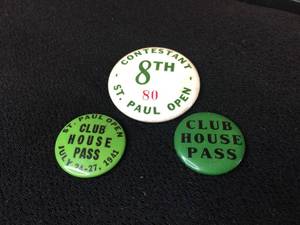 CONTESTANT
8TH
80
ST. PAUL OPEN
ST. PAUL OPEN
CLUB
HOUSE
PASS
JULY 24-27, 1941
CLUB
HOUSE
PASS